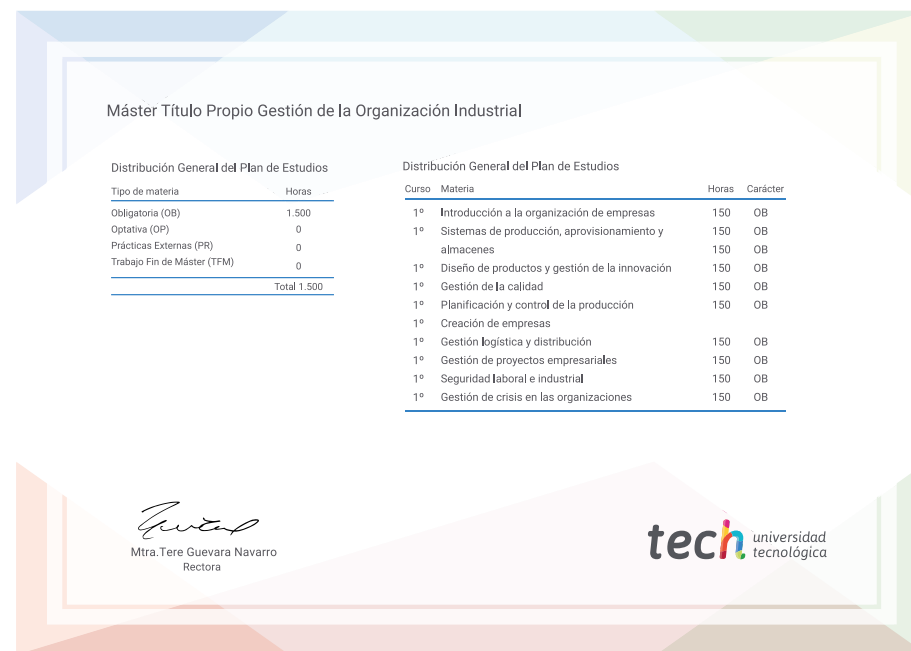 Máster Título Propio Gestión de la Organización Industrial
Distribución General del Plan de Estudios
Tipo de materia Horas
Obligatoria (OB) 1.500
Optativa (OP) 0
Prácticas Externas (PR) 0
Trabajo Fin de Máster (TFM) 0
Total 1.500
Distribución General del Plan de Estudios
Curso Materia Horas Carácter
1º Introducción a la organización de empresas 150 OB
1º Sistemas de producción, aprovisionamiento y 150 OB
almacenes 150 OB
1º Diseño de productos y gestión de la innovación 150 OB
1º Gestión de la calidad 150 OB
1º Planificación y control de la producción 150 OB
1º Creación de empresas
1º Gestión logística y distribución 150 OB
1º Gestión de proyectos empresariales 150 OB
1º Seguridad laboral e industrial 150 OB
1º Gestión de crisis en las organizaciones 150 OB
Mtra.Tere Guevara Navarro
Rectora
tech universidad
tecnológica